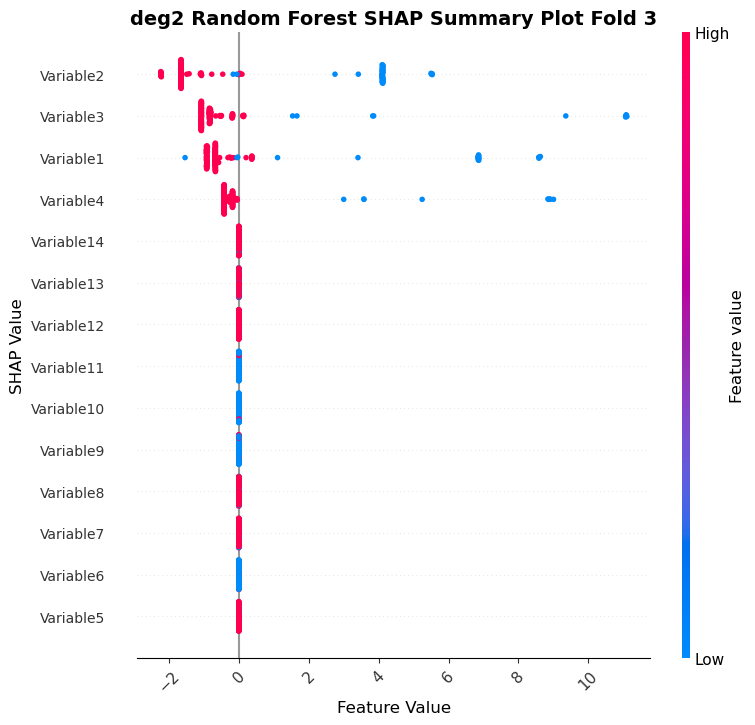 deg2 Random Forest SHAP Summary Plot Fold 3
High
Variable2
Variable3
Variable1
Variable4
Variable14
Variable13
Variable12
Variable11
Variable10
Variable9
Variable8
Variable7
Variable6
Variable5
SHAP Value
Feature value
Low
−2
0
2
4
6
8
10
Feature Value